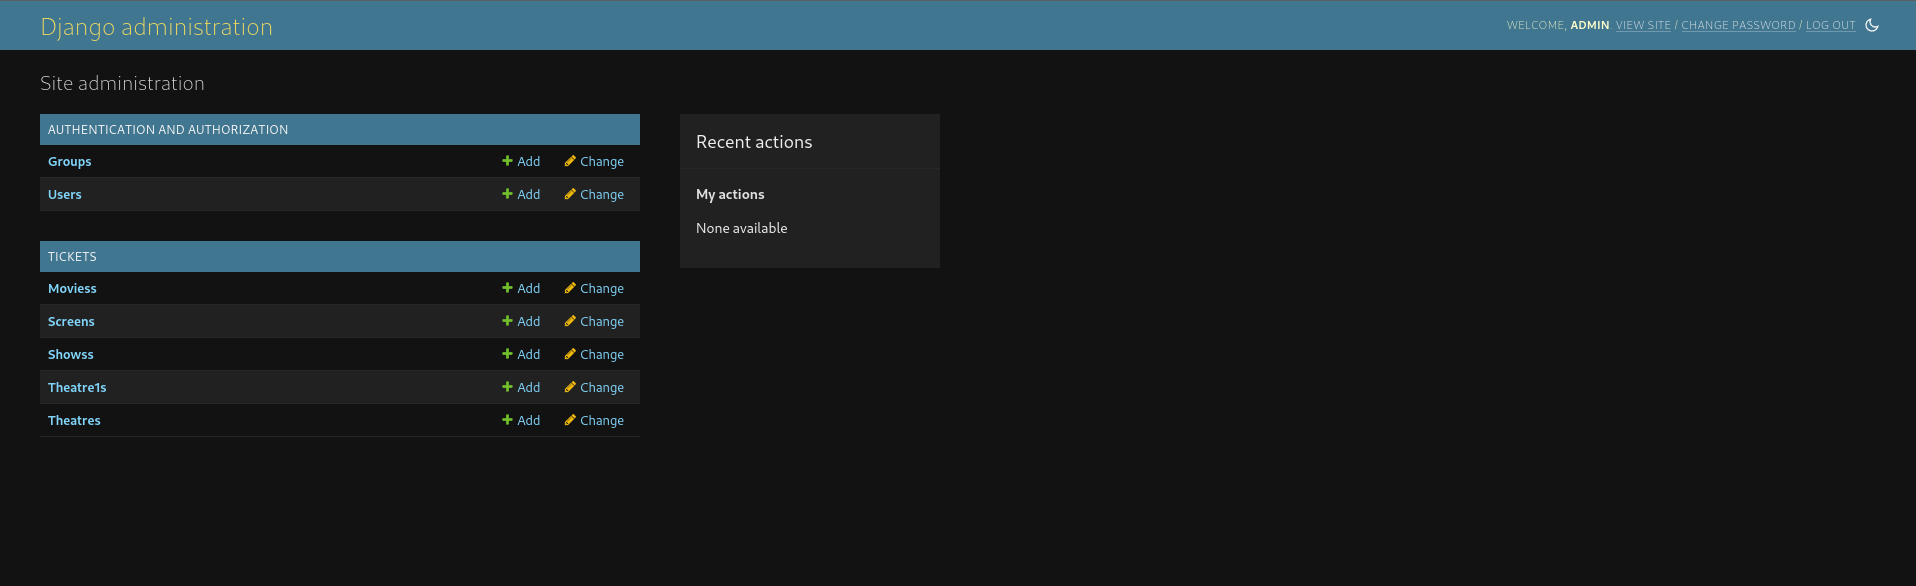 Django administration
WELCOME, ADMIN. VIEW SITE / CHANGE PASSWORD / LOG OUT
Site administration
AUTHENTICATION AND AUTHORIZATION
Groups Add Change
Users Add Change
TICKETS
Moviess Add Change
Screens Add Change
Showss Add Change
Theatre1s Add Change
Theatres Add Change
Recent actions
My actions
None available